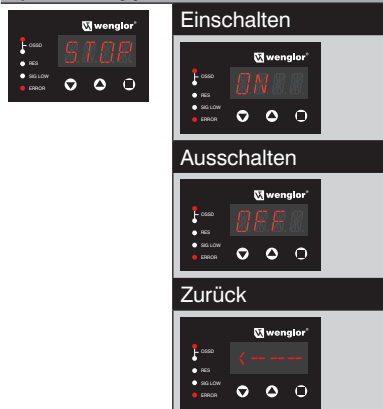 wenglor®
OSSD
STOP
RES
SIG LOW
ERROR
Einschalten
wenglor®
OSSD
ON
RES
SIG LOW
ERROR
Ausschalten
wenglor®
OSSD
OFF
RES
SIG LOW
ERROR
Zurück
wenglor®
OSSD
<-----
RES
SIG LOW
ERROR